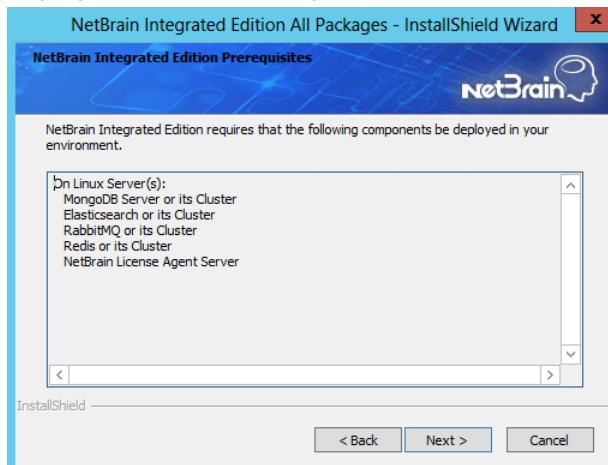 NetBrain Integrated Edition All Packages - InstallShield Wizard
x
NetBrain Integrated Edition Prerequisites
NetBrain
NetBrain Integrated Edition requires that the following components be deployed in your
environment.
On Linux Server(s):
MongoDB Server or its Cluster
Elasticsearch or its Cluster
RabbitMQ or its Cluster
Redis or its Cluster
NetBrain License Agent Server
InstallShield
< Back
Next >
Cancel